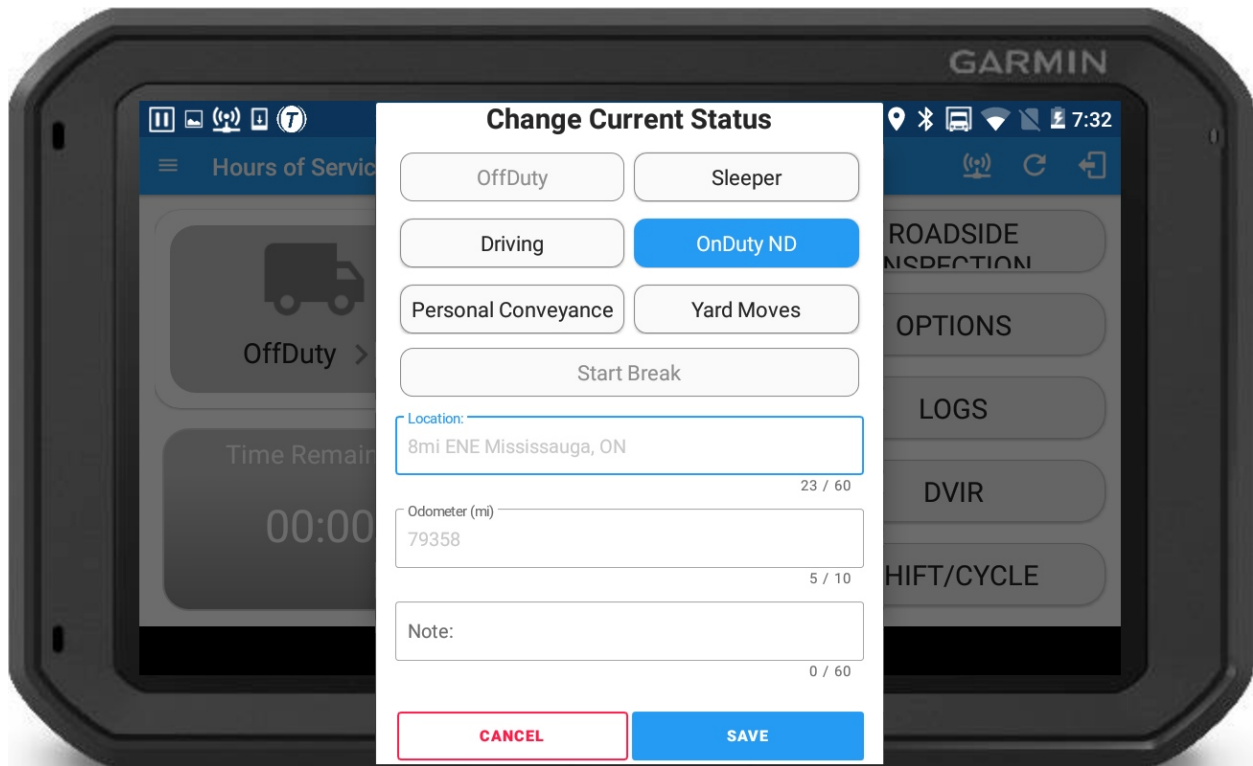 GARMIN
7:32
Hours of Servic
OffDuty
Time Remain
00:00
Change Current Status
OffDuty
Sleeper
Driving
OnDuty ND
Personal Conveyance
Yard Moves
Start Break
Location:
8mi ENE Mississauga, ON
23 / 60
Odometer (mi)
79358
5 / 10
Note:
0 / 60
CANCEL
SAVE
ROADSIDE
NSPECTION
OPTIONS
LOGS
DVIR
HIFT/CYCLE